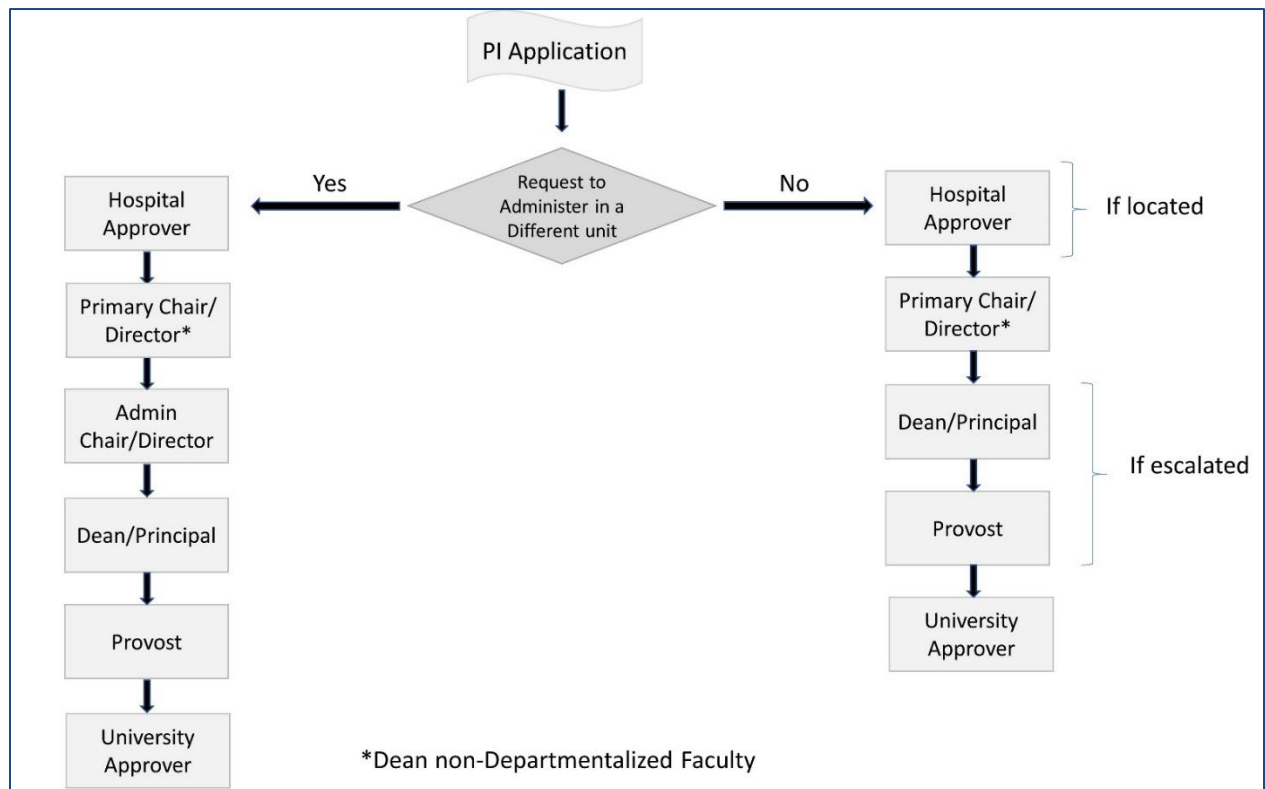 PI Application
Request to
Administer in a
Different unit
Yes
No
Hospital
Approver
Primary Chair/
Director*
Admin
Chair/Director
Dean/Principal
Provost
University
Approver
Hospital
Approver
If located
Primary Chair/
Director*
Dean/Principal
If escalated
Provost
University
Approver
*Dean non-Departmentalized Faculty